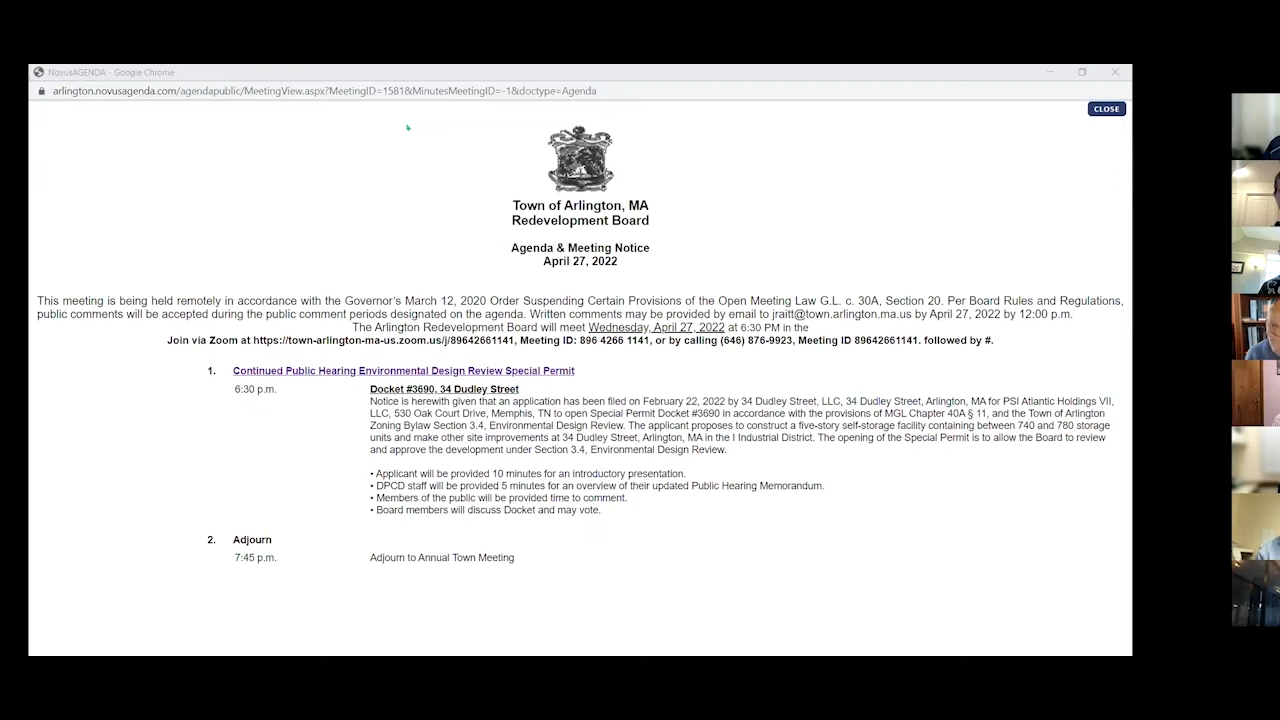 NovusAGENDA - Google Chrome
arlington.novusagenda.com/agendapublic/MeetingView.aspx?MeetingID=1581&MinutesMeetingID=-1&doctype=Agenda
CLOSE
Town of Arlington, MA
Redevelopment Board
Agenda & Meeting Notice
April 27, 2022
This meeting is being held remotely in accordance with the Governor's March 12, 2020 Order Suspending Certain Provisions of the Open Meeting Law G.L. c. 30A, Section 20. Per Board Rules and Regulations,
public comments will be accepted during the public comment periods designated on the agenda. Written comments may be provided by email to jraitt@town.arlington.ma.us by April 27, 2022 by 12:00 p.m.
The Arlington Redevelopment Board will meet Wednesday, April 27, 2022 at 6:30 PM in the
Join via Zoom at https://town-arlington-ma-us.zoom.us/j/89642661141, Meeting ID: 896 4266 1141, or by calling (646) 876-9923, Meeting ID 89642661141. followed by #.
1. Continued Public Hearing Environmental Design Review Special Permit
6:30 p.m. Docket #3690, 34 Dudley Street
Notice is herewith given that an application has been filed on February 22, 2022 by 34 Dudley Street, LLC, 34 Dudley Street, Arlington, MA for PSI Atlantic Holdings VII,
LLC, 530 Oak Court Drive, Memphis, TN to open Special Permit Docket #3690 in accordance with the provisions of MGL Chapter 40A § 11, and the Town of Arlington
Zoning Bylaw Section 3.4, Environmental Design Review. The applicant proposes to construct a five-story self-storage facility containing between 740 and 780 storage
units and make other site improvements at 34 Dudley Street, Arlington, MA in the I Industrial District. The opening of the Special Permit is to allow the Board to review
and approve the development under Section 3.4, Environmental Design Review.
• Applicant will be provided 10 minutes for an introductory presentation.
• DPCD staff will be provided 5 minutes for an overview of their updated Public Hearing Memorandum.
• Members of the public will be provided time to comment.
• Board members will discuss Docket and may vote.
2. Adjourn
7:45 p.m. Adjourn to Annual Town Meeting